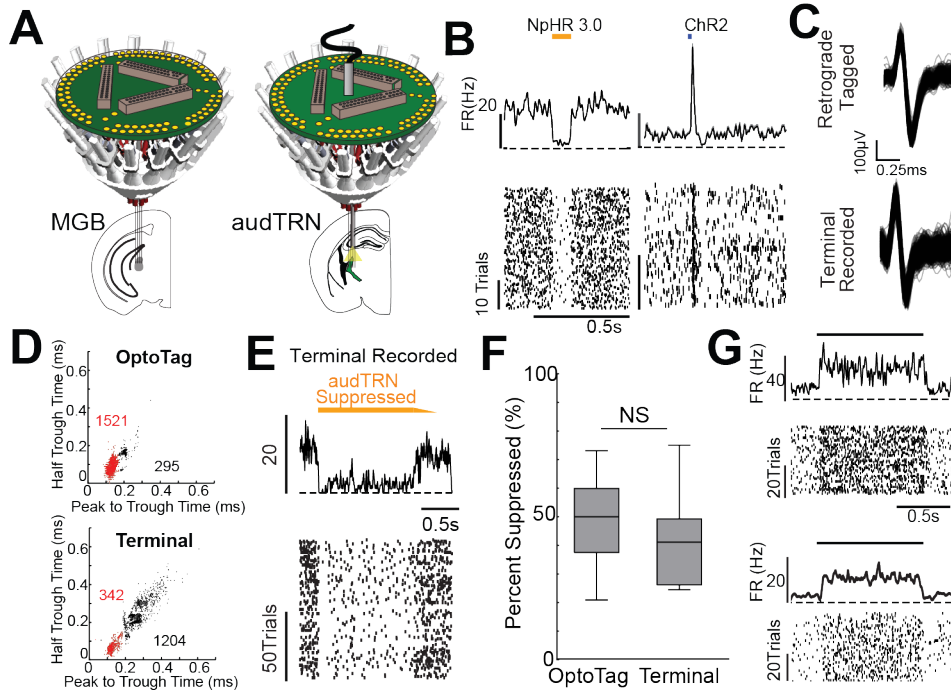 A
MGB
audTRN
B
NpHR 3.0
ChR2
FR(Hz)
20
10 Trials
0.5s
C
Retrograde
Tagged
100µV
0.25ms
Terminal
Recorded
D
OptoTag
Half Trough Time (ms)
0.6
0.4
0.2
0
1521
295
0 0.2 0.4 0.6
Peak to Trough Time (ms)
Terminal
Half Trough Time (ms)
0.6
0.4
0.2
0
342
1204
0 0.2 0.4 0.6
Peak to Trough Time (ms)
E
Terminal Recorded
audTRN
Suppressed
20
0.5s
50Trials
F
Percent Suppressed (%)
100
50
0
NS
OptoTag Terminal
G
FR (Hz)
40
20Trials
0.5s
FR (Hz)
20
20Trials